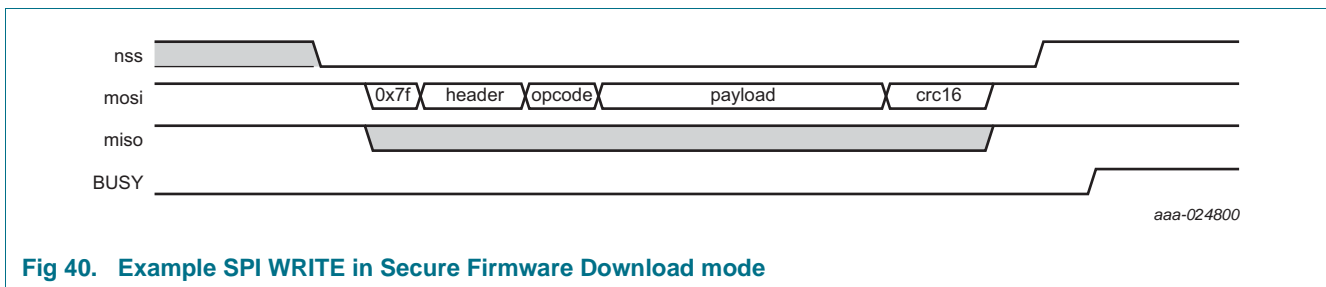 nss
mosi 0x7f header opcode payload crc16
miso
BUSY
aaa-024800
Fig 40. Example SPI WRITE in Secure Firmware Download mode